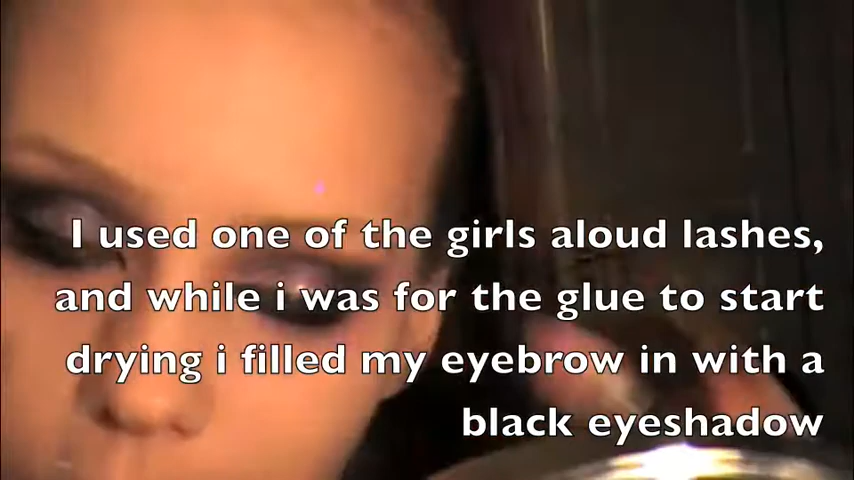 I used one of the girls aloud lashes,
and while i was for the glue to start
drying i filled my eyebrow in with a
black eyeshadow